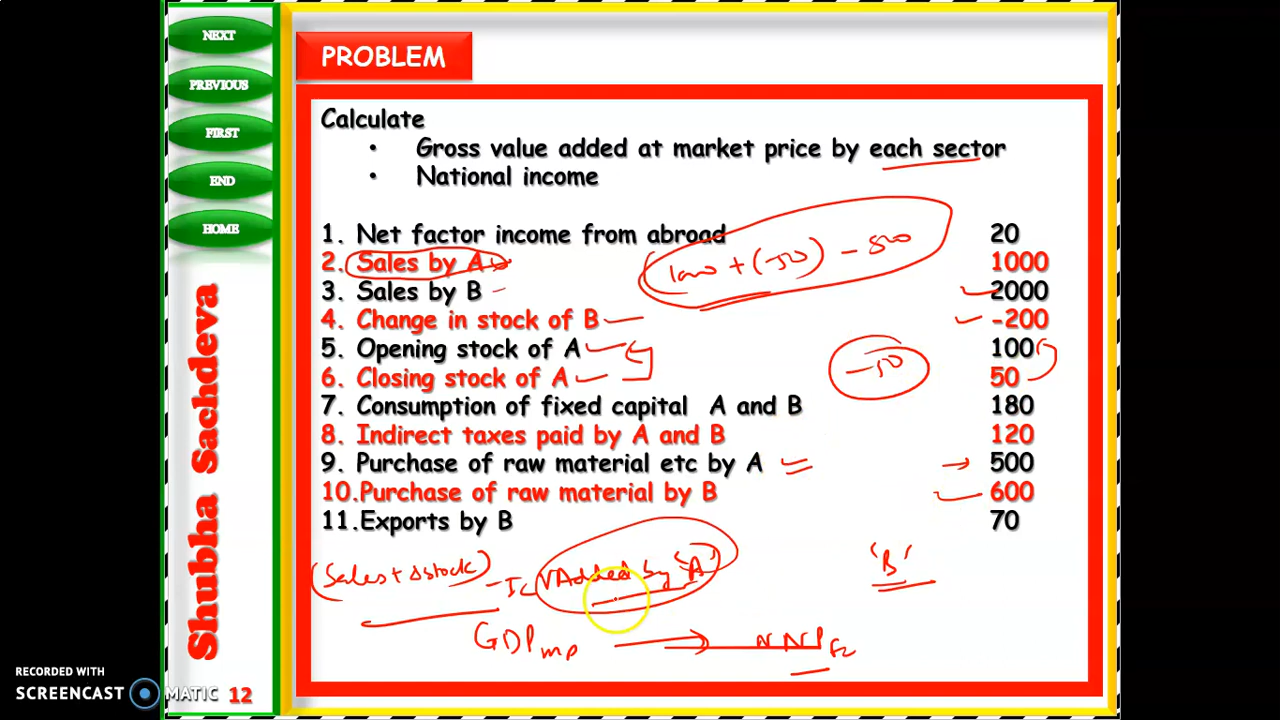 NEXT
PREVIOUS
FIRST
END
HOME
Shubha Sachdeva
PROBLEM
Calculate
• Gross value added at market price by each sector
• National income
1. Net factor income from abroad 20
2. Sales by A 1000
3. Sales by B 2000
4. Change in stock of B -200
5. Opening stock of A 100
6. Closing stock of A 50
7. Consumption of fixed capital A and B 180
8. Indirect taxes paid by A and B 120
9. Purchase of raw material etc by A 500
10.Purchase of raw material by B 600
11.Exports by B 70
1000 + (-50) - 500
-50
(Sales + Δstock) - IC VAdded by 'A'
'B'
GDPmp → NNPFC
RECORDED WITH
SCREENCAST MATIC 12